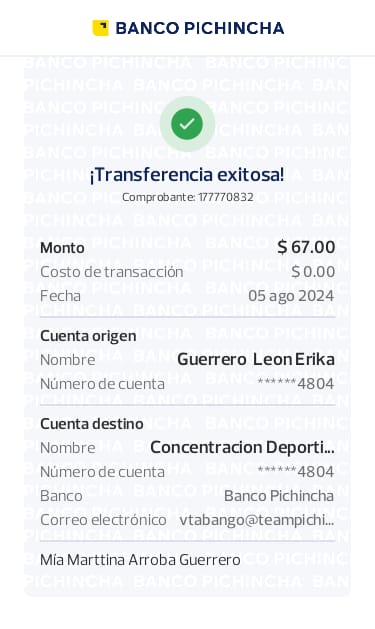 BANCO PICHINCHA
¡Transferencia exitosa!
Comprobante: 177770832
Monto $ 67.00
Costo de transacción $ 0.00
Fecha 05 ago 2024
Cuenta origen
Nombre Guerrero Leon Erika
Número de cuenta ******4804
Cuenta destino
Nombre Concentracion Deporti...
Número de cuenta ******4804
Banco Banco Pichincha
Correo electrónico vtabango@teampichi...
Mía Marttina Arroba Guerrero